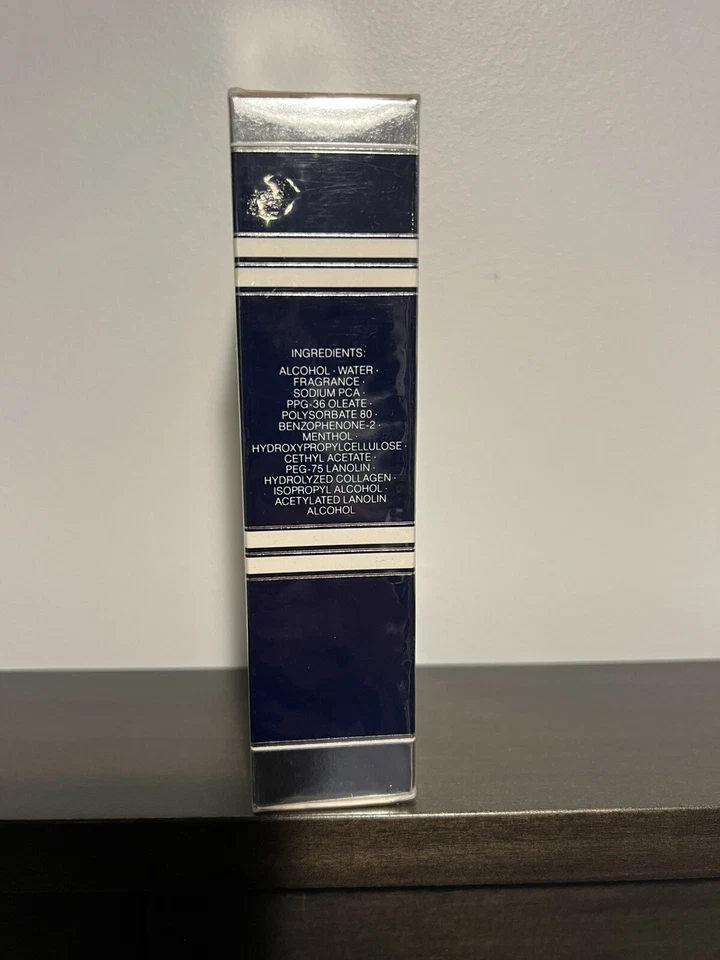 INGREDIENTS:
ALCOHOL · WATER ·
FRAGRANCE ·
SODIUM PCA ·
PPG-36 OLEATE ·
POLYSORBATE 80 ·
BENZOPHENONE-2 ·
MENTHOL ·
HYDROXYPROPYLCELLULOSE ·
CETHYL ACETATE ·
PEG-75 LANOLIN ·
HYDROLYZED COLLAGEN ·
ISOPROPYL ALCOHOL ·
ACETYLATED LANOLIN
ALCOHOL